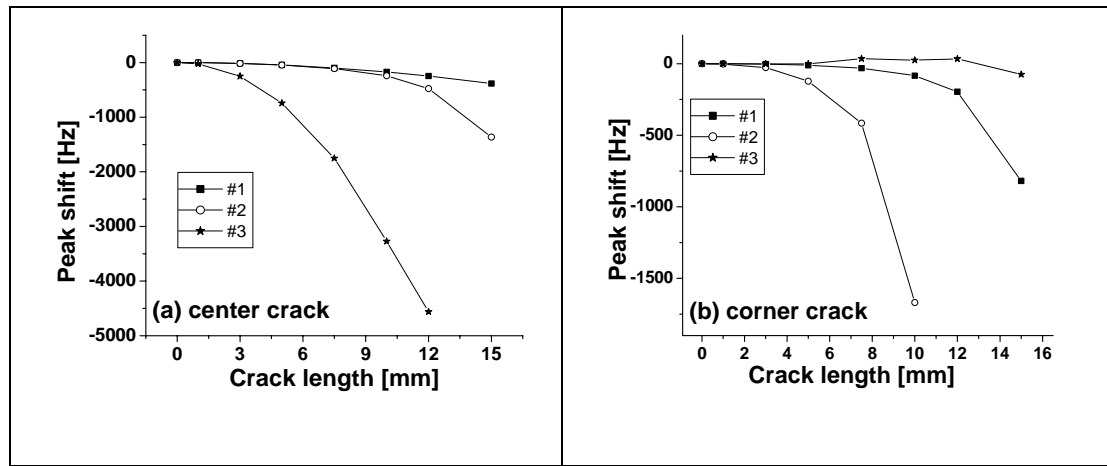 0
-1000
-2000
-3000
-4000
-5000
Peak shift [Hz]
#1
#2
#3
(a) center crack
0 3 6 9 12 15
Crack length [mm]
0
-500
-1000
-1500
Peak shift [Hz]
#1
#2
#3
(b) corner crack
0 2 4 6 8 10 12 14 16
Crack length [mm]